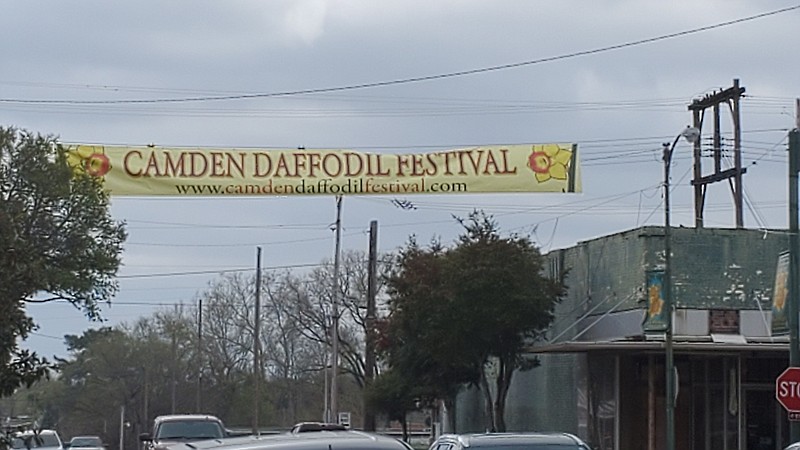 CAMDEN DAFFODIL FESTIVAL
www.camdendaffodilfestival.com